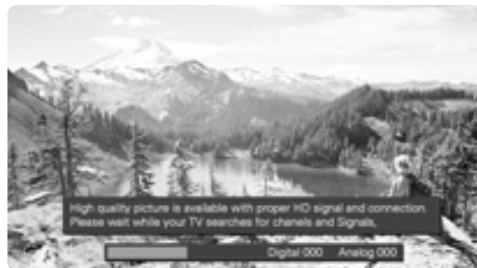 High quality picture is available with proper HD signal and connection.
Please wait while your TV searches for chanels and Signals,
Digital 000 Analog 000